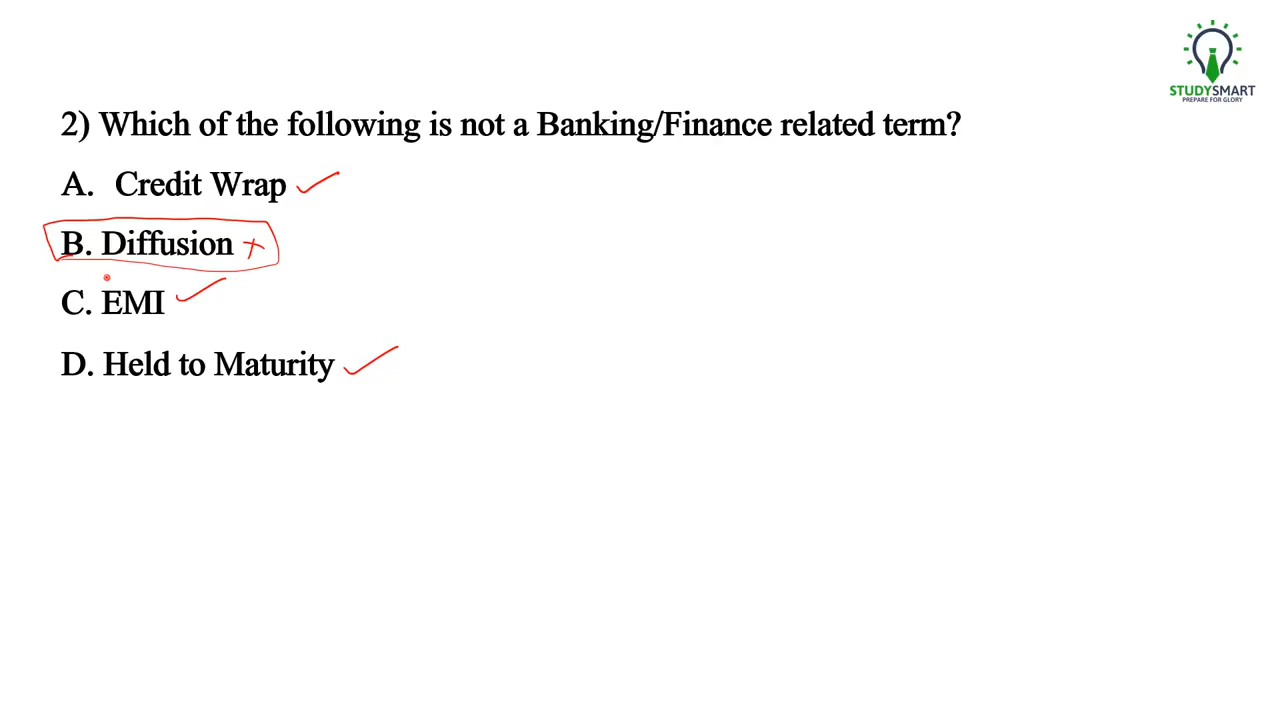 STUDYSMART
PREPARE FOR GLORY
2) Which of the following is not a Banking/Finance related term?
A. Credit Wrap
B. Diffusion
C. EMI
D. Held to Maturity